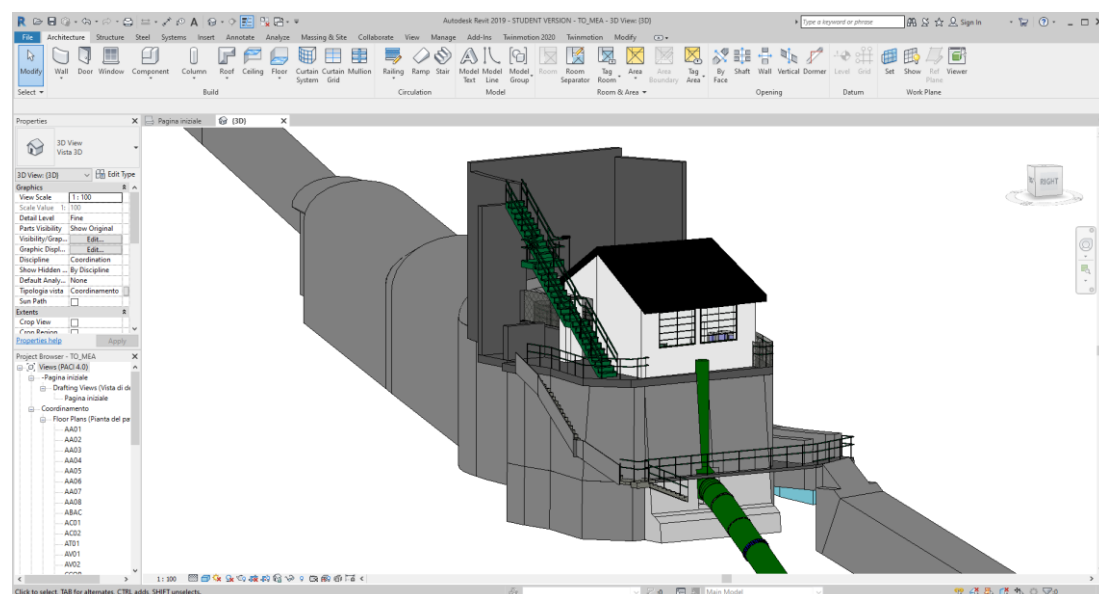 Autodesk Revit 2019 - STUDENT VERSION - TO_MEA - 3D View: {3D}
Type a keyword or phrase
Sign In
File Architecture Structure Steel Systems Insert Annotate Analyze Massing & Site Collaborate View Manage Add-Ins Twinmotion 2020 Twinmotion Modify
Modify Wall Door Window Component Column Roof Ceiling Floor Curtain System Curtain Grid Mullion Railing Ramp Stair Model Text Model Line Model Group Room Room Separator Tag Room Area Area Boundary Tag Area By Face Shaft Wall Vertical Dormer Level Grid Set Show Ref Plane Viewer
Select Build Circulation Model Room & Area Opening Datum Work Plane
Properties
Pagina iniziale {3D}
3D View
Vista 3D
3D View: {3D} Edit Type
Graphics
View Scale 1 : 100
Scale Value 1: 100
Detail Level Fine
Parts Visibility Show Original
Visibility/Grap... Edit...
Graphic Displ... Edit...
Discipline Coordination
Show Hidden ... By Discipline
Default Analy... None
Tipologia vista Coordinamento
Sun Path
Extents
Crop View
Crop Region
Properties help Apply
RIGHT
Project Browser - TO_MEA
Views (PACI 4.0)
-Pagina iniziale
Drafting Views (Vista di di
Pagina iniziale
Coordinamento
Floor Plans (Pianta del pa
AA01
AA02
AA03
AA04
AA05
AA06
AA07
AA08
ABAC
AC01
AC02
AT01
AV01
AV02
1 : 100
Click to select, TAB for alternates, CTRL adds, SHIFT unselects.
Main Model